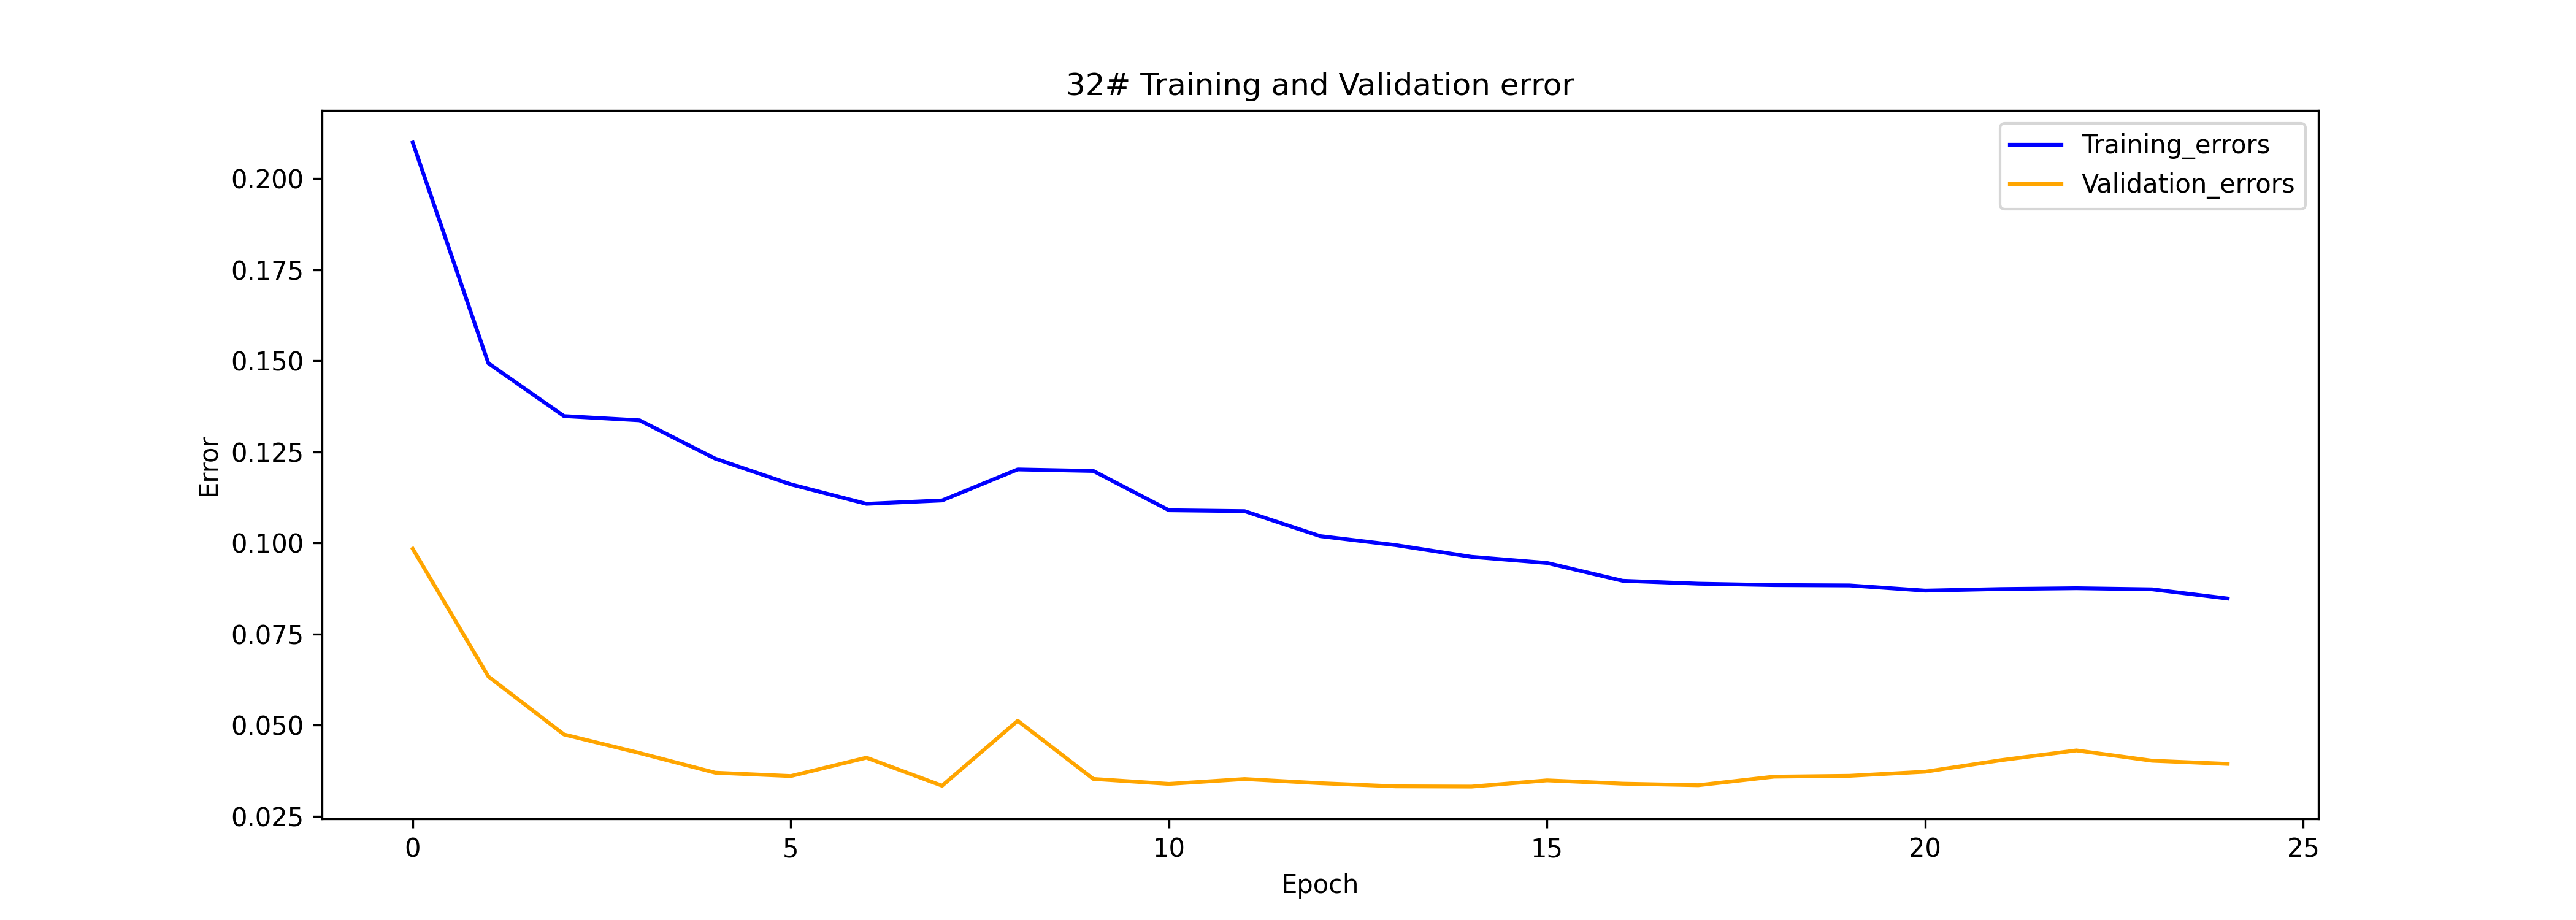 32# Training and Validation error
Training_errors
Validation_errors
Error
0.200
0.175
0.150
0.125
0.100
0.075
0.050
0.025
0 5 10 15 20 25
Epoch